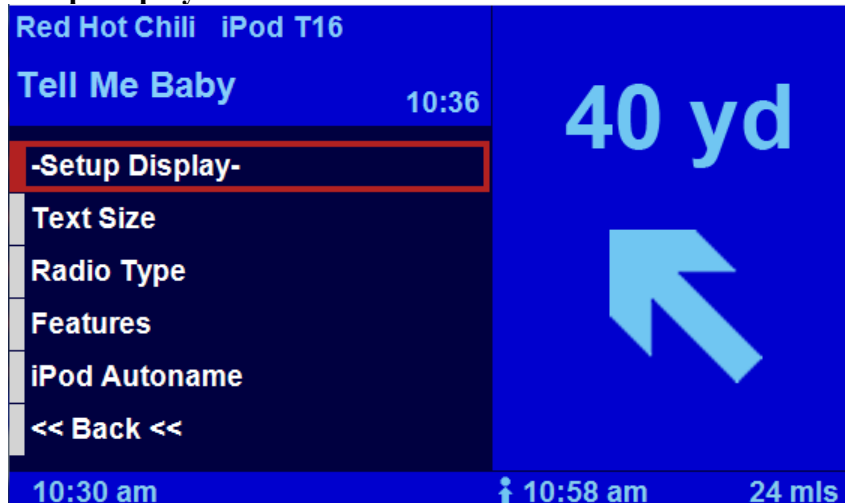 Red Hot Chili iPod T16
Tell Me Baby
10:36
-Setup Display-
Text Size
Radio Type
Features
iPod Autoname
<< Back <<
40 yd
10:30 am
10:58 am
24 mls